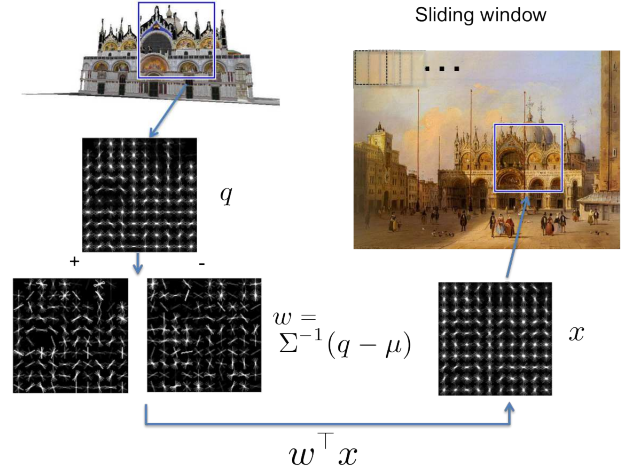 Sliding window
...
q
+ -
w =
Σ⁻¹(q − μ)
x
w⊤x